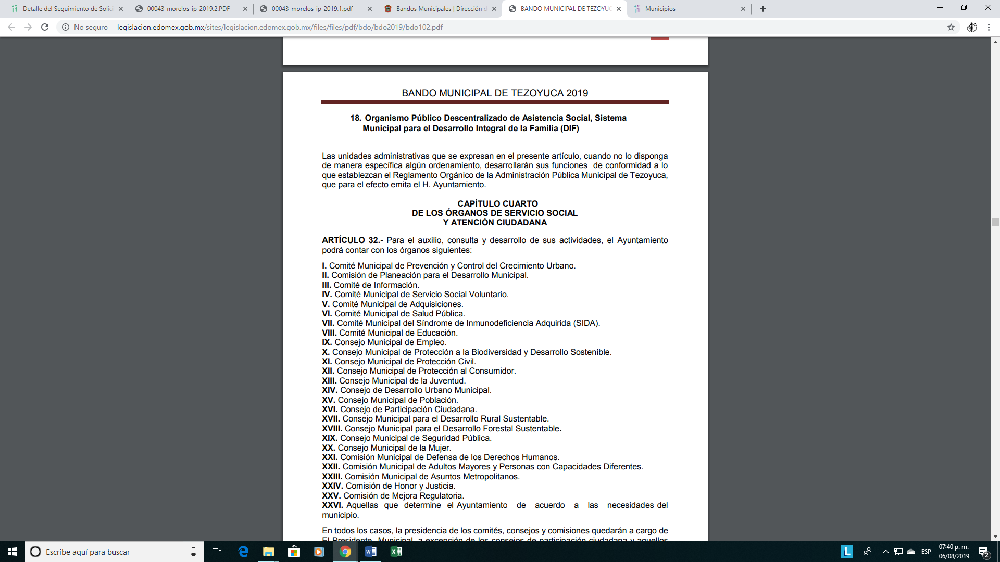 Detalle del Seguimiento de Solici
00043-morelos-ip-2019.2.PDF
00043-morelos-ip-2019.1.pdf
Bandos Municipales | Dirección d
BANDO MUNICIPAL DE TEZOYUC
Municipios
No seguro
legislacion.edomex.gob.mx/sites/legislacion.edomex.gob.mx/files/files/pdf/bdo/bdo2019/bdo102.pdf
BANDO MUNICIPAL DE TEZOYUCA 2019
18. Organismo Público Descentralizado de Asistencia Social, Sistema
Municipal para el Desarrollo Integral de la Familia (DIF)
Las unidades administrativas que se expresan en el presente artículo, cuando no lo disponga
de manera específica algún ordenamiento, desarrollarán sus funciones de conformidad a lo
que establezcan el Reglamento Orgánico de la Administración Pública Municipal de Tezoyuca,
que para el efecto emita el H. Ayuntamiento.
CAPÍTULO CUARTO
DE LOS ÓRGANOS DE SERVICIO SOCIAL
Y ATENCIÓN CIUDADANA
ARTÍCULO 32.- Para el auxilio, consulta y desarrollo de sus actividades, el Ayuntamiento
podrá contar con los órganos siguientes:
I. Comité Municipal de Prevención y Control del Crecimiento Urbano.
II. Comisión de Planeación para el Desarrollo Municipal.
III. Comité de Información.
IV. Comité Municipal de Servicio Social Voluntario.
V. Comité Municipal de Adquisiciones.
VI. Comité Municipal de Salud Pública.
VII. Comité Municipal del Síndrome de Inmunodeficiencia Adquirida (SIDA).
VIII. Comité Municipal de Educación.
IX. Consejo Municipal de Empleo.
X. Consejo Municipal de Protección a la Biodiversidad y Desarrollo Sostenible.
XI. Consejo Municipal de Protección Civil.
XII. Consejo Municipal de Protección al Consumidor.
XIII. Consejo Municipal de la Juventud.
XIV. Consejo de Desarrollo Urbano Municipal.
XV. Consejo Municipal de Población.
XVI. Consejo de Participación Ciudadana.
XVII. Consejo Municipal para el Desarrollo Rural Sustentable.
XVIII. Consejo Municipal para el Desarrollo Forestal Sustentable.
XIX. Consejo Municipal de Seguridad Pública.
XX. Consejo Municipal de la Mujer.
XXI. Comisión Municipal de Defensa de los Derechos Humanos.
XXII. Comisión Municipal de Adultos Mayores y Personas con Capacidades Diferentes.
XXIII. Comisión Municipal de Asuntos Metropolitanos.
XXIV. Comisión de Honor y Justicia.
XXV. Comisión de Mejora Regulatoria.
XXVI. Aquellas que determine el Ayuntamiento de acuerdo a las necesidades del
municipio.
En todos los casos, la presidencia de los comités, consejos y comisiones quedarán a cargo de
El Presidente Municipal, a excepción de los consejos de participación ciudadana y aquellos
Escribe aquí para buscar
ESP
07:40 p. m.
06/08/2019
2